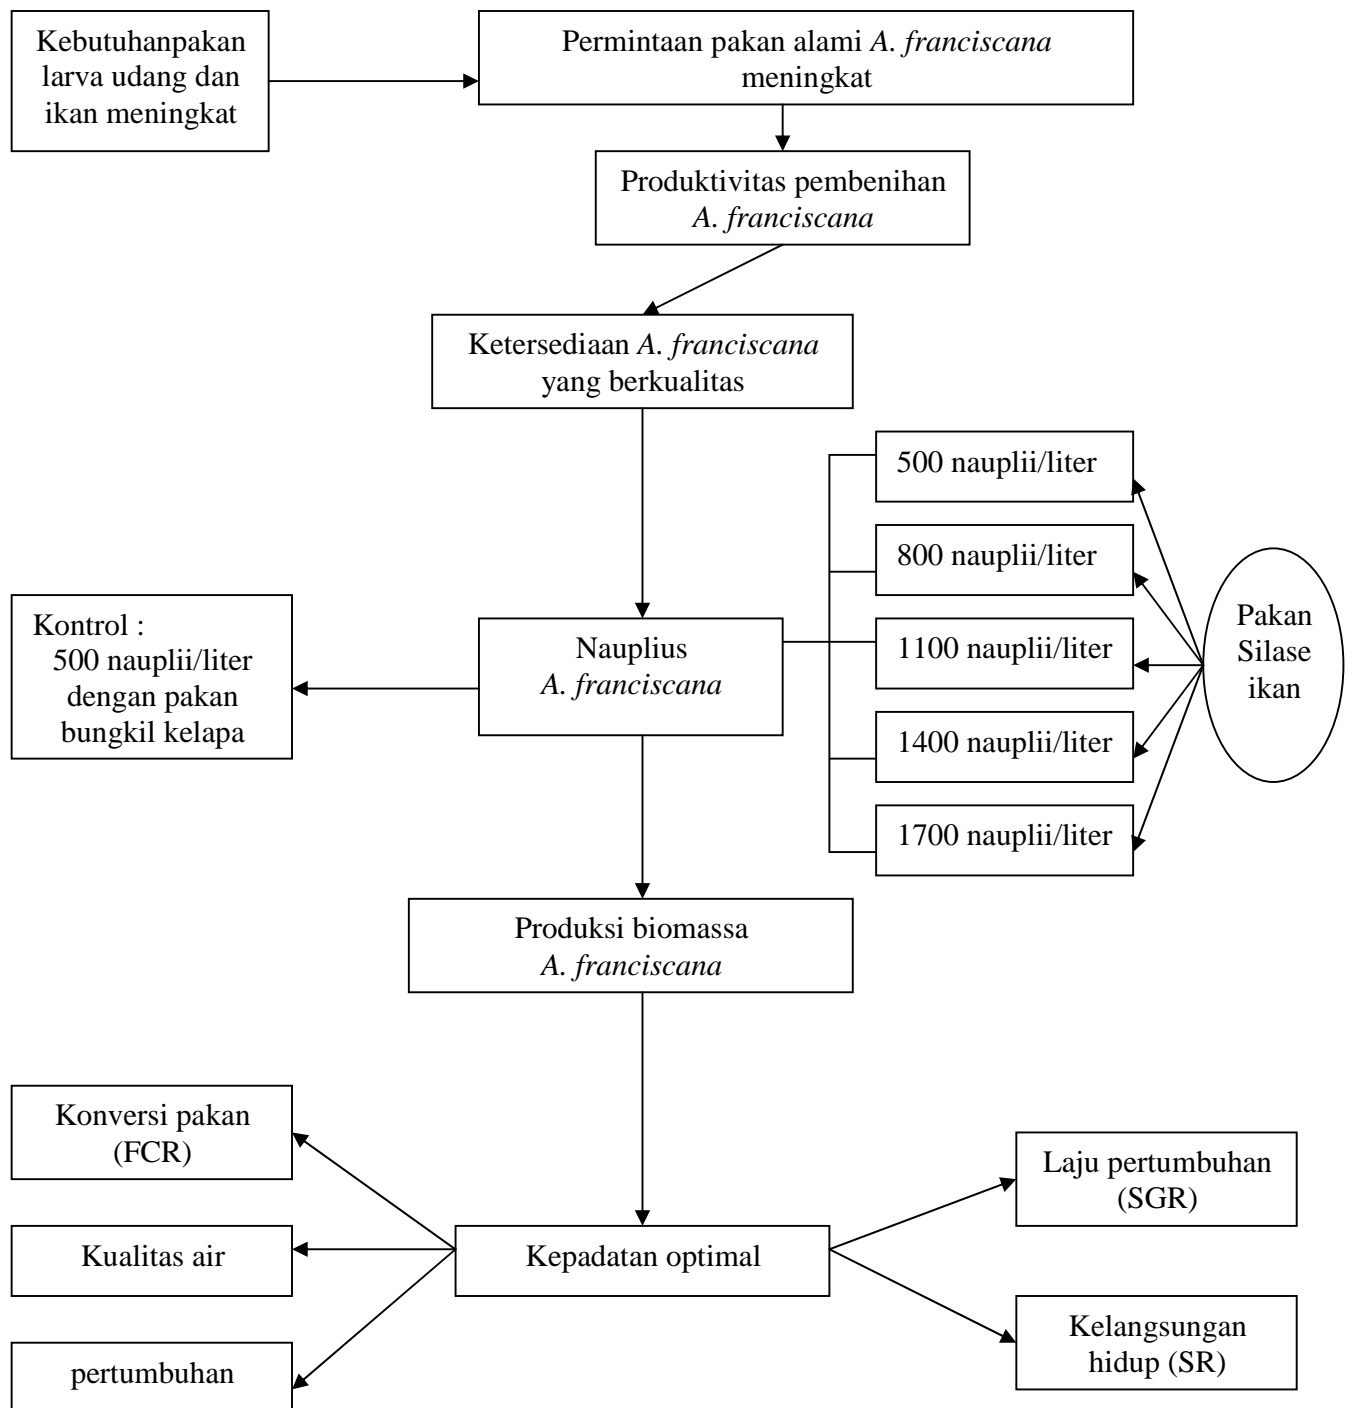 Kebutuhanpakan
larva udang dan
ikan meningkat
Permintaan pakan alami A. franciscana
meningkat
Produktivitas pembenihan
A. franciscana
Ketersediaan A. franciscana
yang berkualitas
500 nauplii/liter
800 nauplii/liter
1100 nauplii/liter
1400 nauplii/liter
1700 nauplii/liter
Pakan
Silase
ikan
Kontrol :
500 nauplii/liter
dengan pakan
bungkil kelapa
Nauplius
A. franciscana
Produksi biomassa
A. franciscana
Konversi pakan
(FCR)
Kualitas air
pertumbuhan
Kepadatan optimal
Laju pertumbuhan
(SGR)
Kelangsungan
hidup (SR)